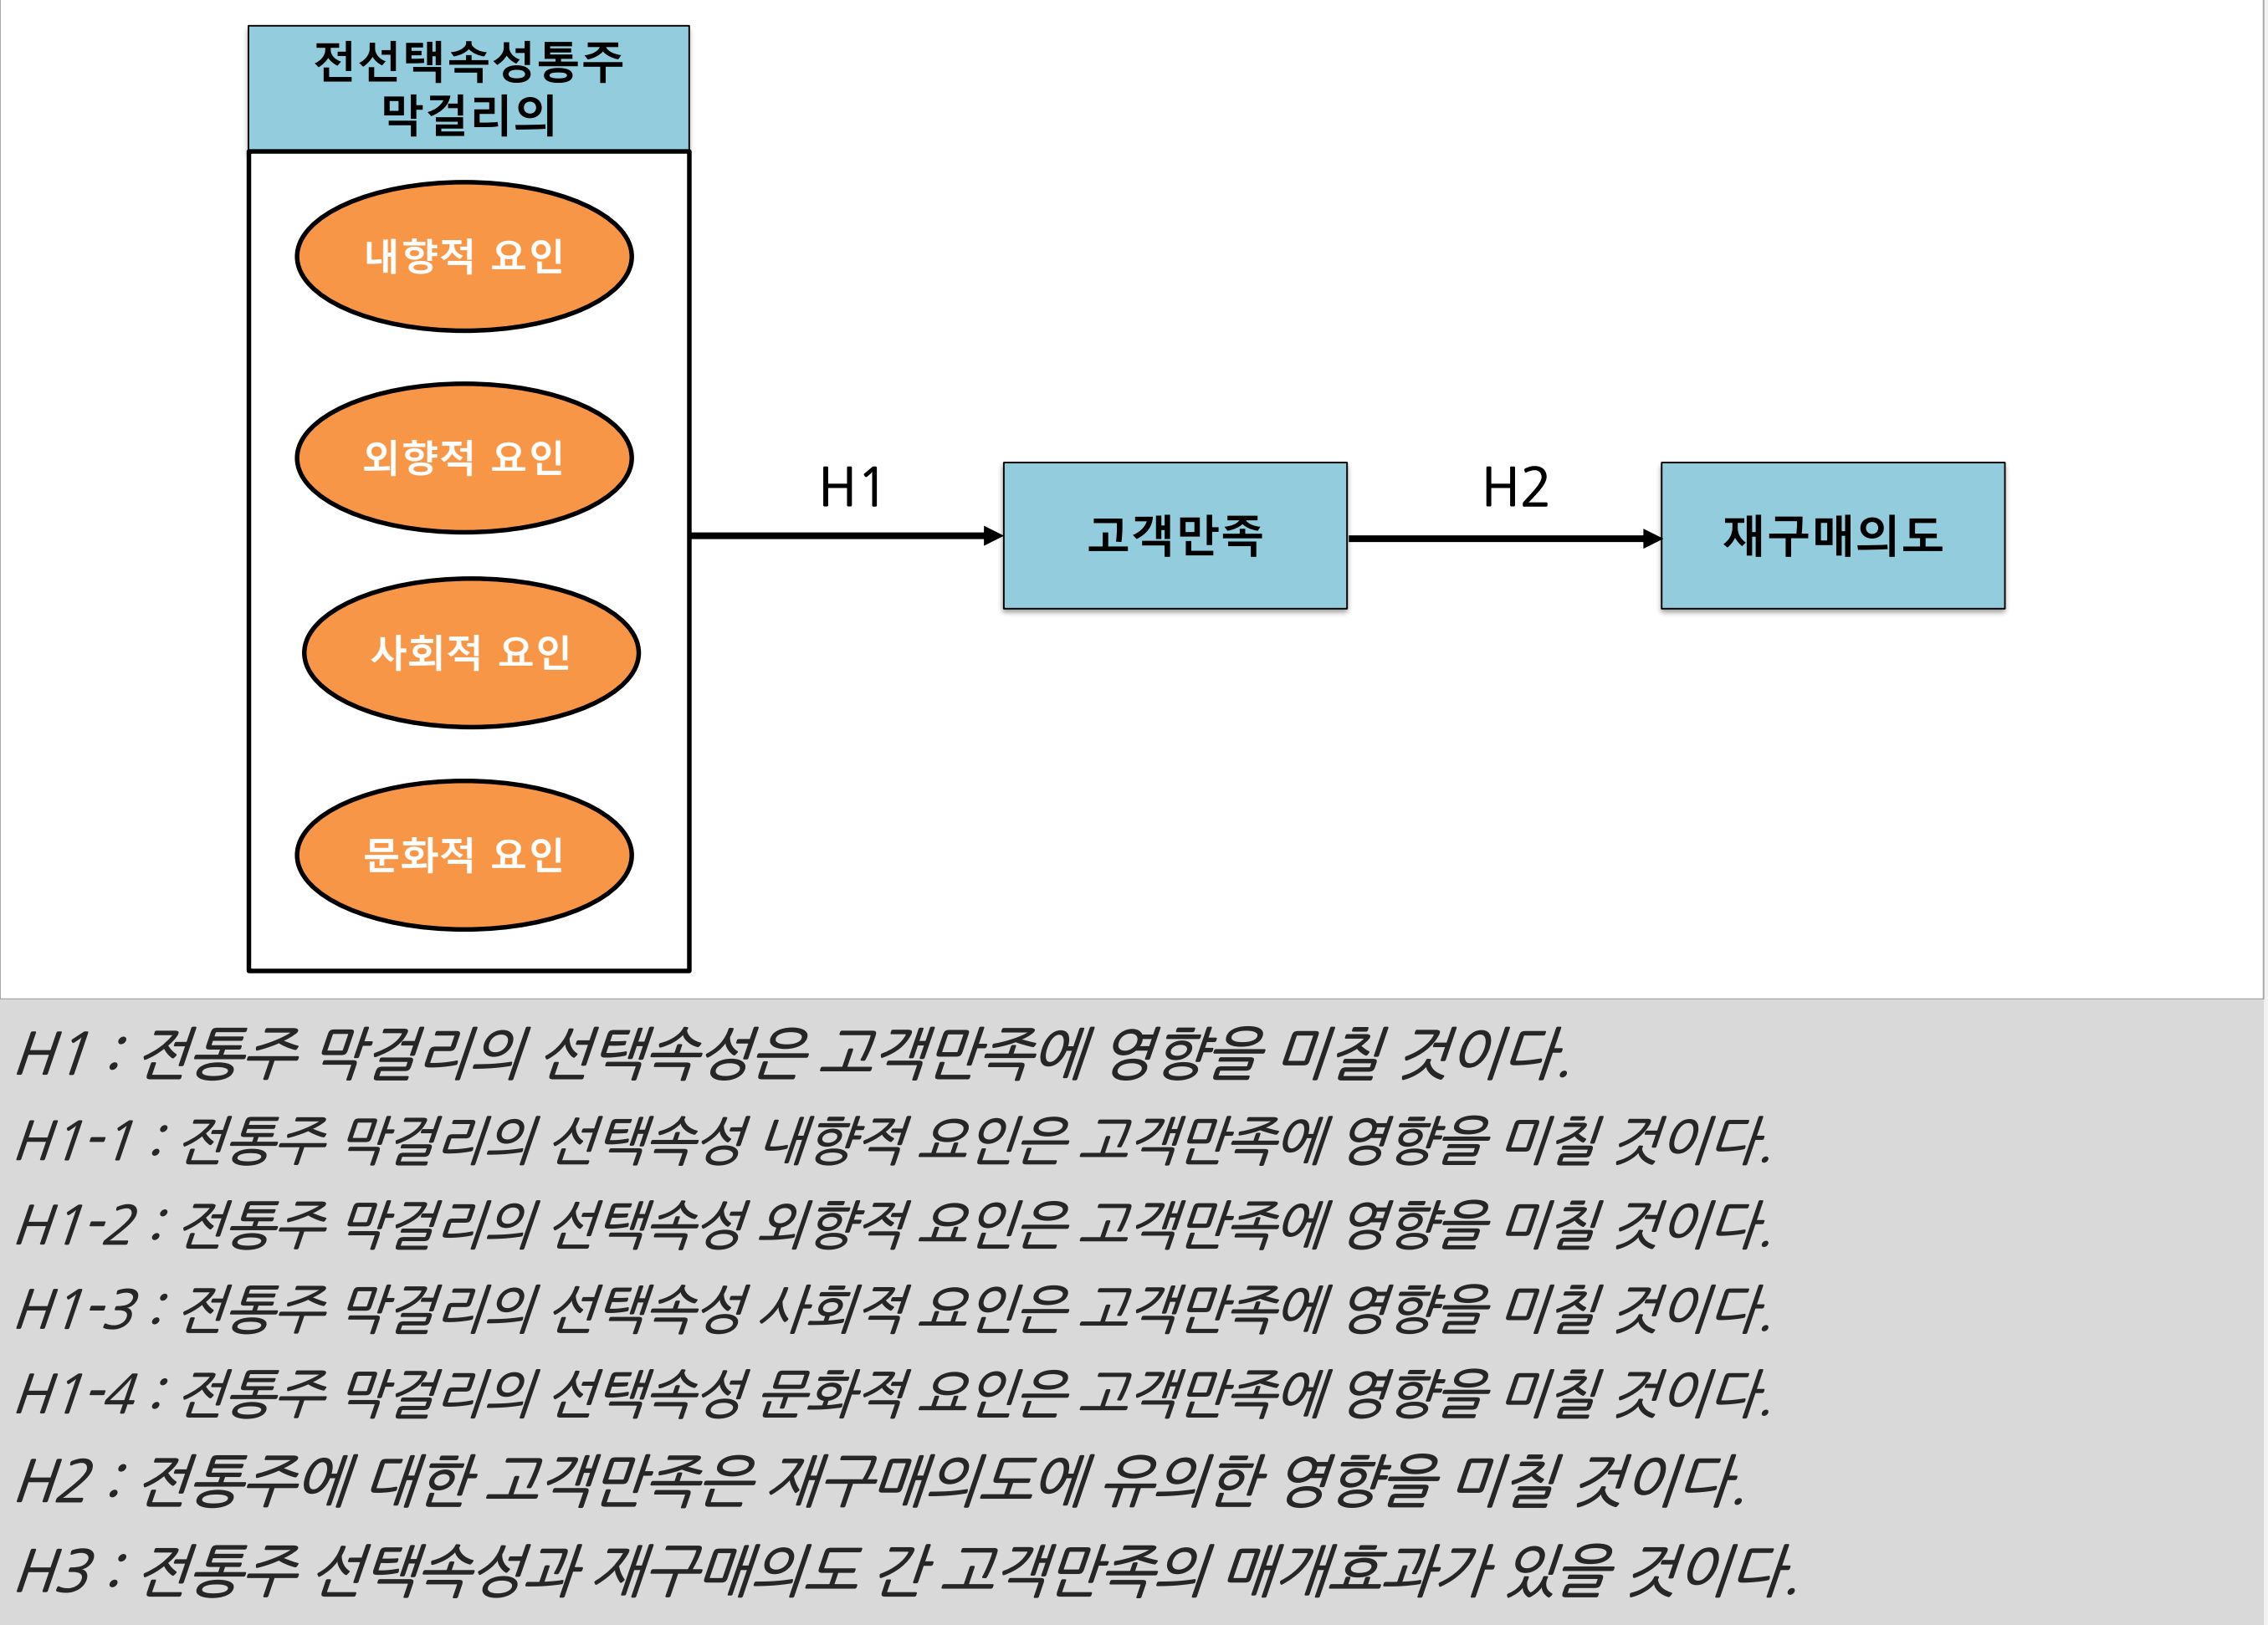 전선택속성통주
막걸리의
내향적 요인
외향적 요인
사회적 요인
문화적 요인
H1
고객만족
H2
재구매의도
H1 : 전통주 막걸리의 선택속성은 고객만족에 영향을 미칠 것이다.
H1-1 : 전통주 막걸리의 선택속성 내향적 요인은 고객만족에 영향을 미칠 것이다.
H1-2 : 전통주 막걸리의 선택속성 외향적 요인은 고객만족에 영향을 미칠 것이다.
H1-3 : 전통주 막걸리의 선택속성 사회적 요인은 고객만족에 영향을 미칠 것이다.
H1-4 : 전통주 막걸리의 선택속성 문화적 요인은 고객만족에 영향을 미칠 것이다.
H2 : 전통주에 대한 고객만족은 재구매의도에 유의한 영향을 미칠 것이다.
H3 : 전통주 선택속성과 재구매의도 간 고객만족의 매개효과가 있을 것이다.